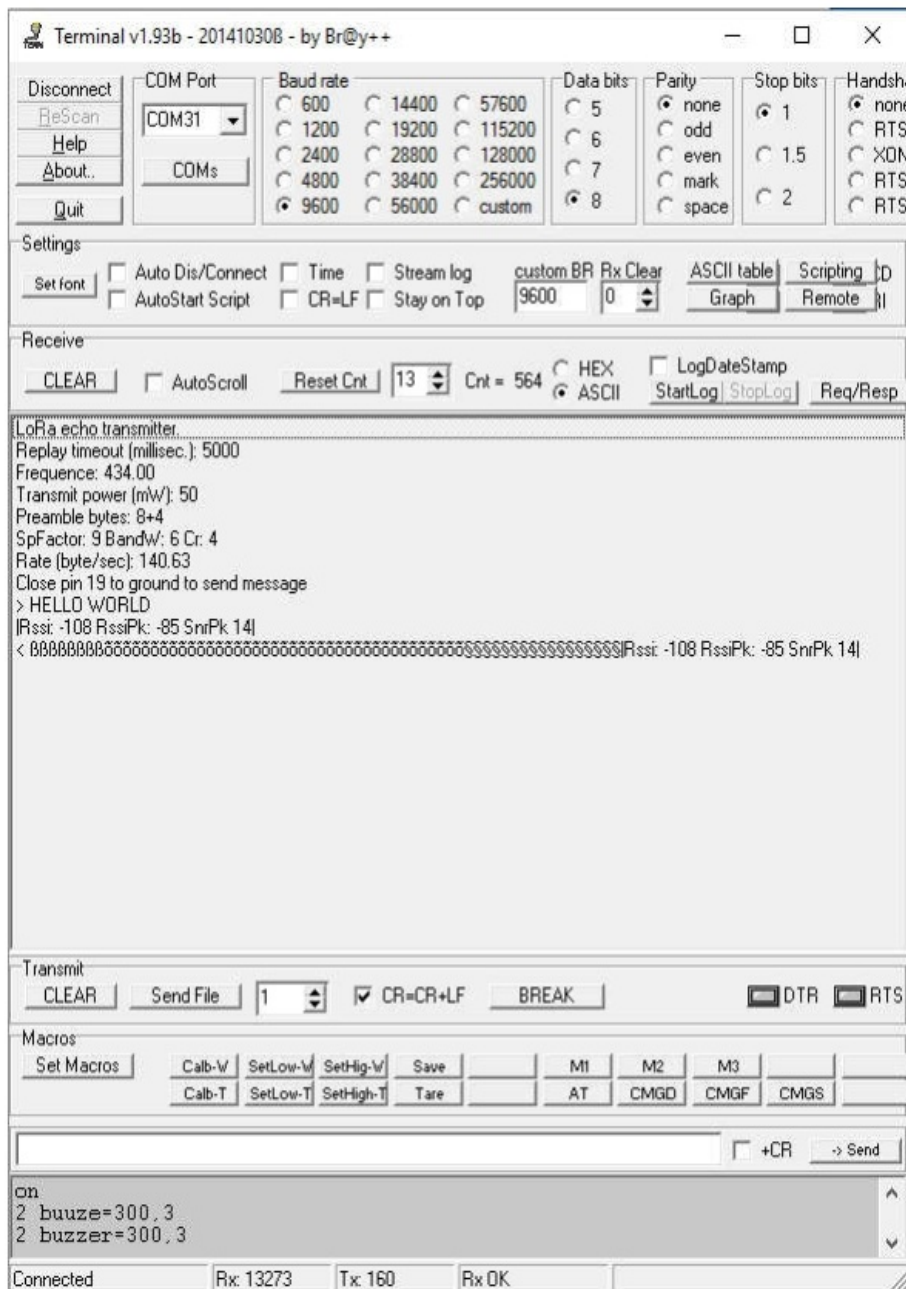 Terminal v1.93b - 20141030ß - by Br@y++
Disconnect
ReScan
Help
About..
Quit
COM Port
COM31
COMs
Baud rate
600 14400 57600
1200 19200 115200
2400 28800 128000
4800 38400 256000
9600 56000 custom
Data bits
5
6
7
8
Parity
none
odd
even
mark
space
Stop bits
1
1.5
2
none
RTS
XON
RTS
RTS
Settings
Set font
Auto Dis/Connect Time Stream log
AutoStart Script CR=LF Stay on Top
custom BR Rx Clear
9600 0
ASCII table Scripting
Graph Remote
Receive
CLEAR AutoScroll Reset Cnt 13 Cnt = 564
HEX
ASCII
LogDateStamp
StartLog StopLog Req/Resp
LoRa echo transmitter.
Replay timeout (millisec.): 5000
Frequence: 434.00
Transmit power (mW): 50
Preamble bytes: 8+4
SpFactor: 9 BandW: 6 Cr: 4
Rate (byte/sec): 140.63
Close pin 19 to ground to send message
> HELLO WORLD
|Rssi: -108 RssiPk: -85 SnrPk 14|
< |Rssi: -108 RssiPk: -85 SnrPk 14|
Transmit
CLEAR Send File 1 CR=CR+LF BREAK DTR RTS
Macros
Set Macros
Calb-W SetLow-W SetHig-W Save M1 M2 M3
Calb-T SetLow-T SetHigh-T Tare AT CMGD CMGF CMGS
+CR -> Send
on
2 buuze=300,3
2 buzzer=300,3
Connected Rx: 13273 Tx: 160 Rx OK